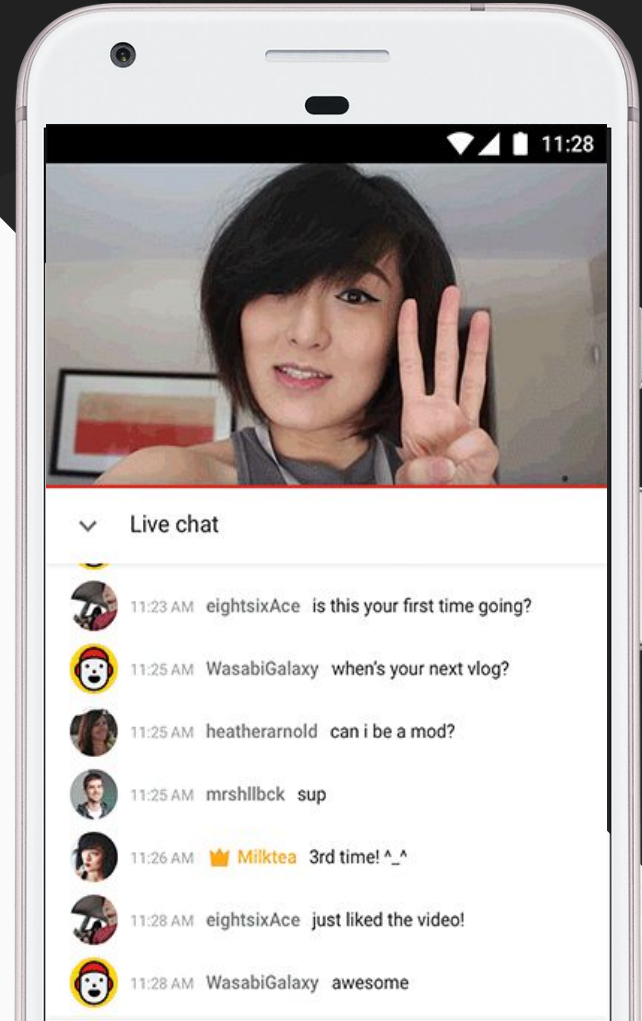 11:28
Live chat
11:23 AM eightsixAce is this your first time going?
11:25 AM WasabiGalaxy when's your next vlog?
11:25 AM heatherarnold can i be a mod?
11:25 AM mrshllbck sup
11:26 AM Milktea 3rd time! ^_^
11:28 AM eightsixAce just liked the video!
11:28 AM WasabiGalaxy awesome